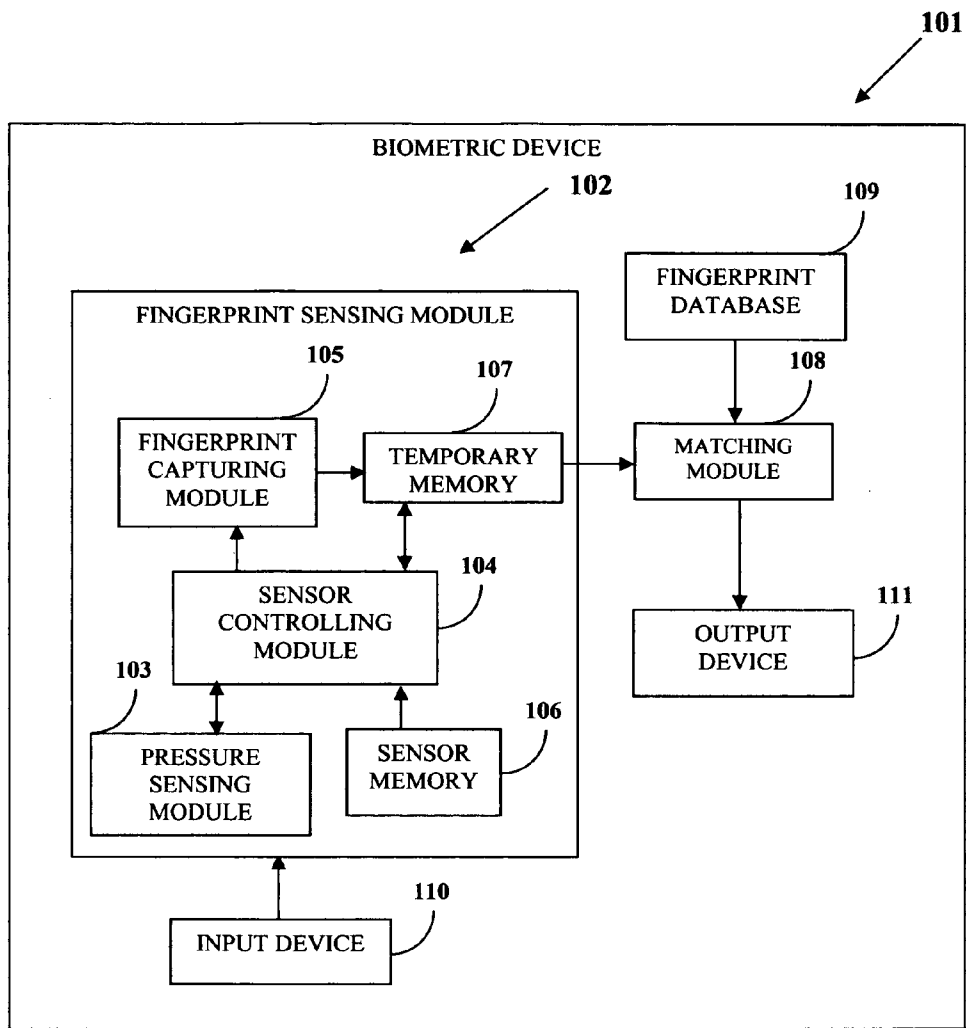 101
BIOMETRIC DEVICE
102
109
FINGERPRINT
DATABASE
FINGERPRINT SENSING MODULE
105
107
108
FINGERPRINT
CAPTURING
MODULE
TEMPORARY
MEMORY
MATCHING
MODULE
104
SENSOR
CONTROLLING
MODULE
111
OUTPUT
DEVICE
103
106
PRESSURE
SENSING
MODULE
SENSOR
MEMORY
110
INPUT DEVICE